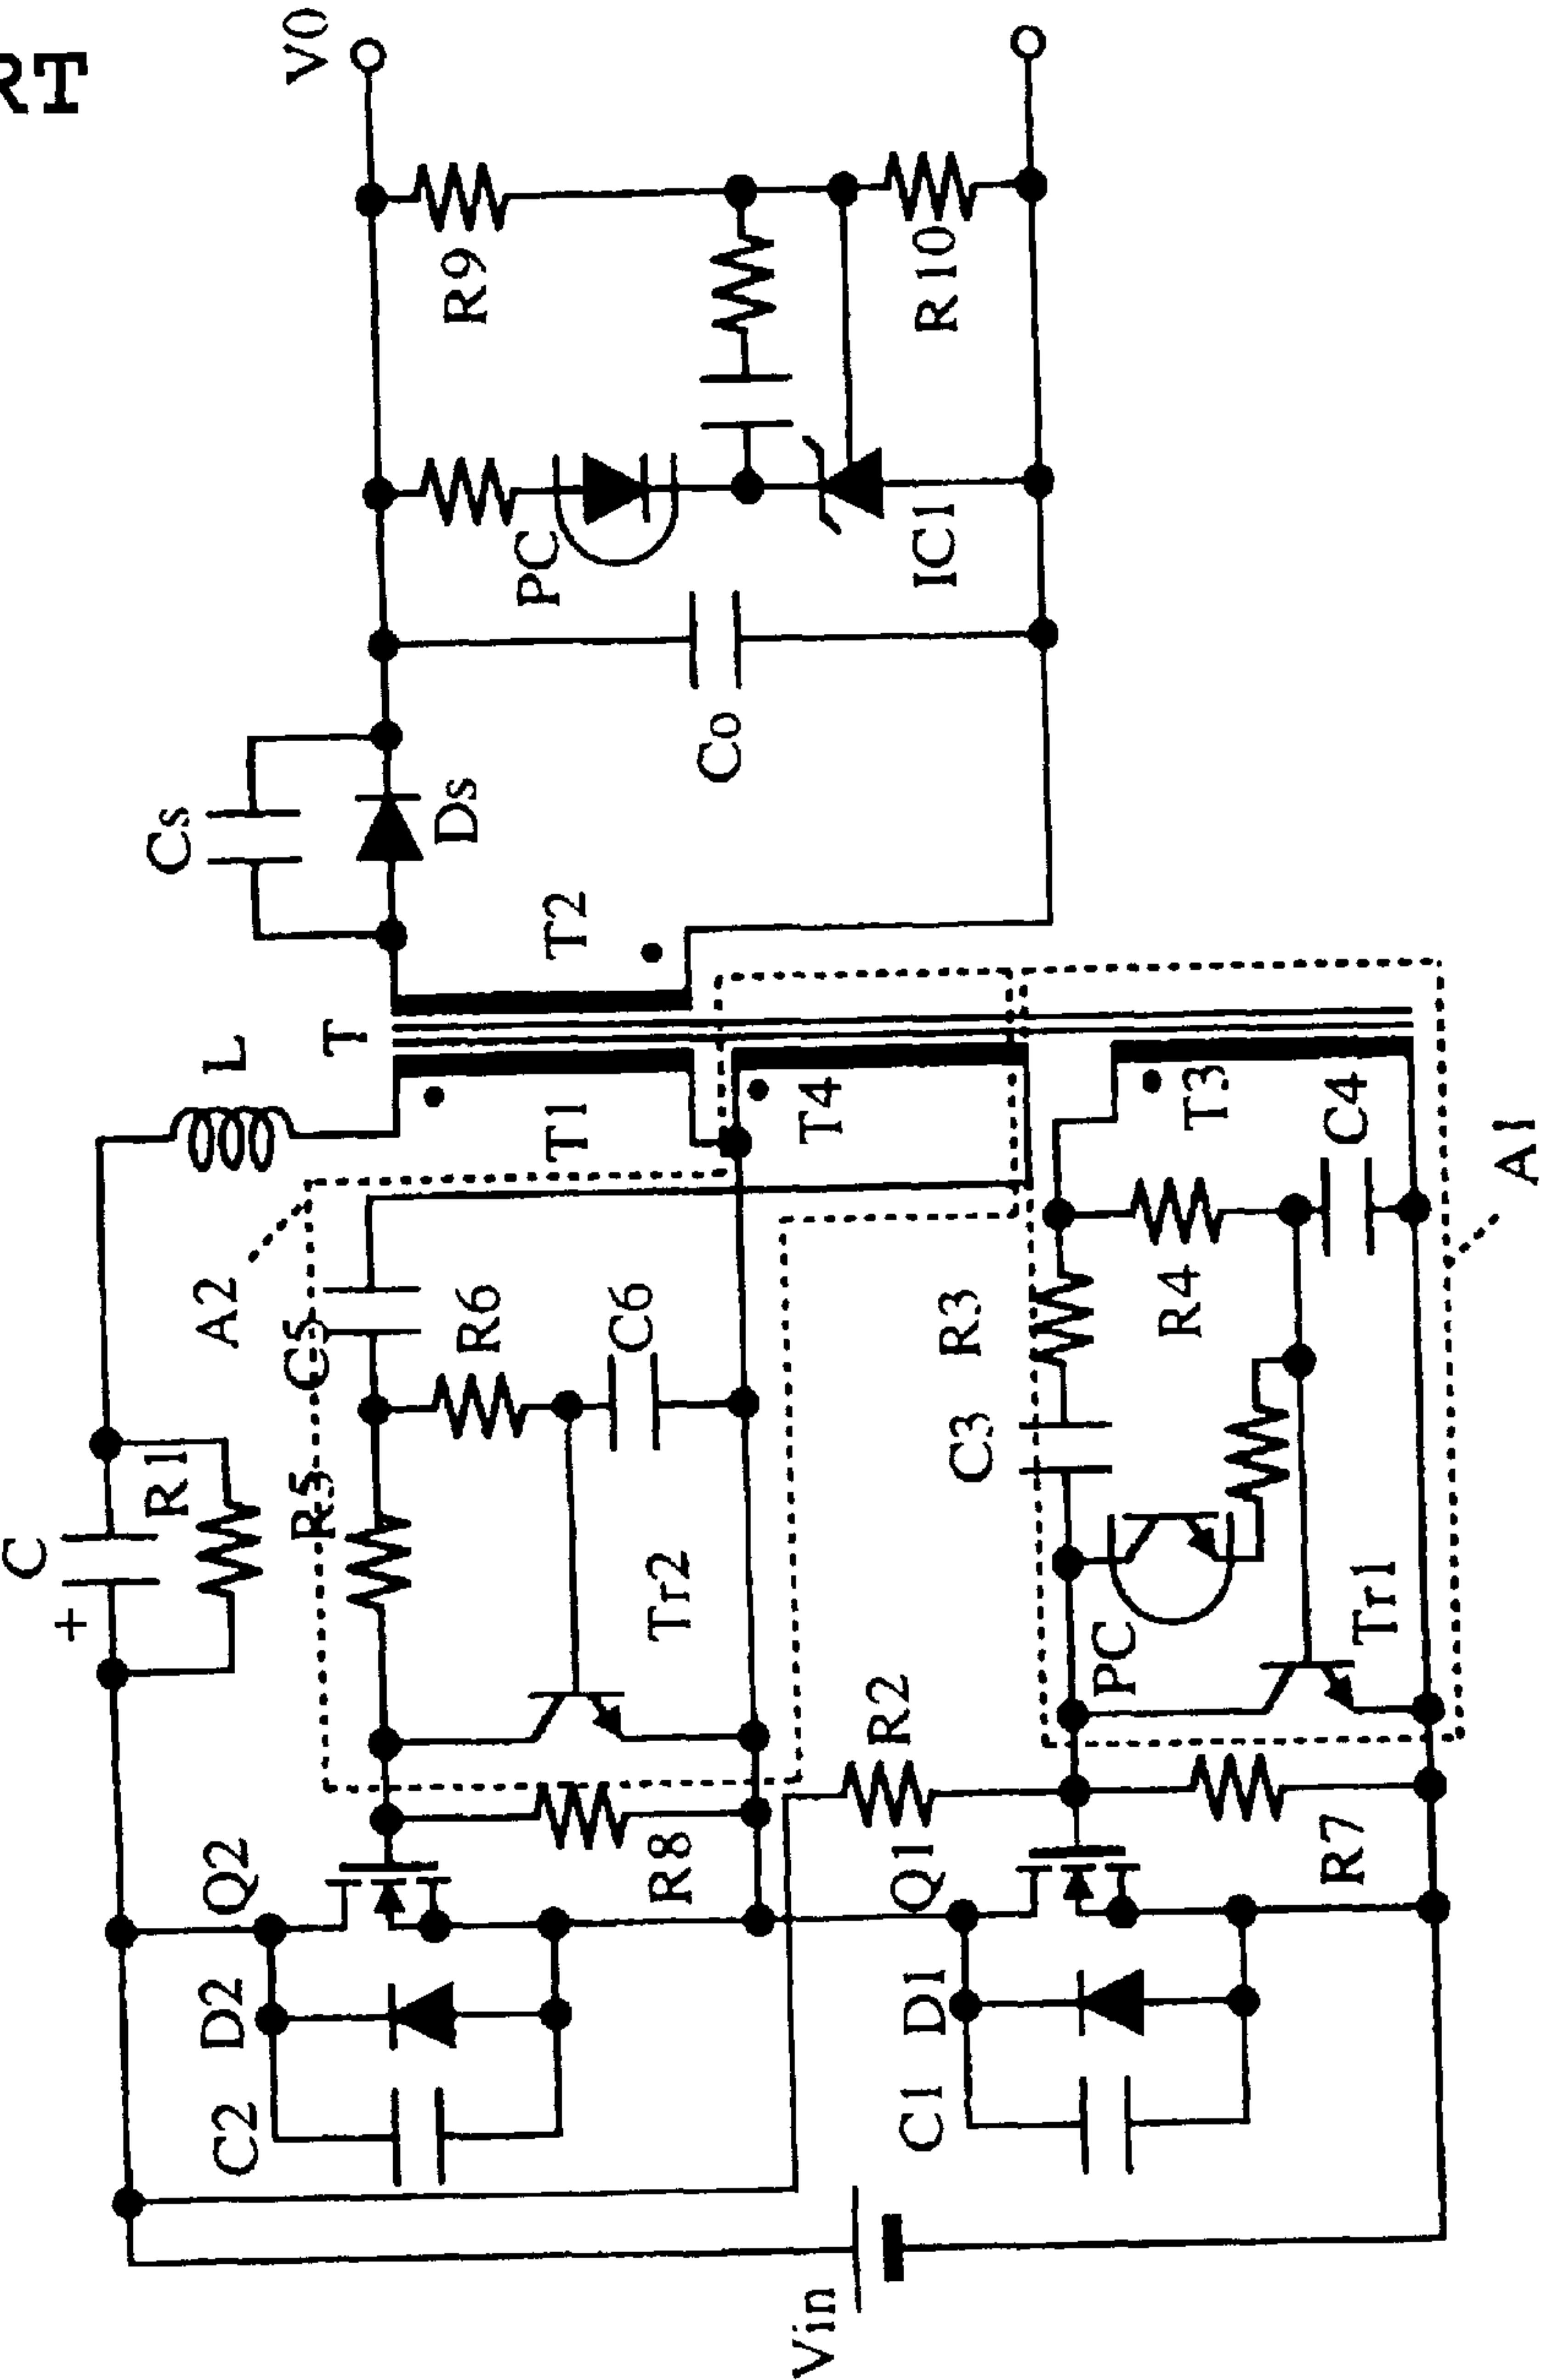 RT
V0
R9
R10
PC
IC1
Co
Cs
Ds
T2
L
T
T1
T4
T3
C4
A1
A2
C5
R6
C6
R3
R4
C
+
R1
R5
C3
Tr2
PC
Tr1
R2
Q2
R8
Q1
R7
D2
D1
C2
C1
Vin